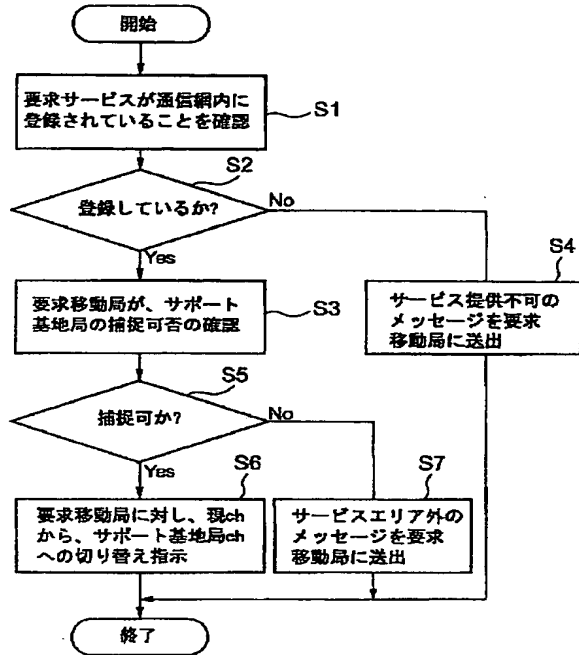 開始
要求サービスが通信網内に
登録されていることを確認
S1
S2
登録しているか?
No
Yes
S4
サービス提供不可の
メッセージを要求
移動局に送出
要求移動局が、サポート
基地局の捕捉可否の確認
S3
S5
捕捉可か?
No
Yes
S6
要求移動局に対し、現ch
から、サポート基地局ch
への切り替え指示
S7
サービスエリア外の
メッセージを要求
移動局に送出
終了